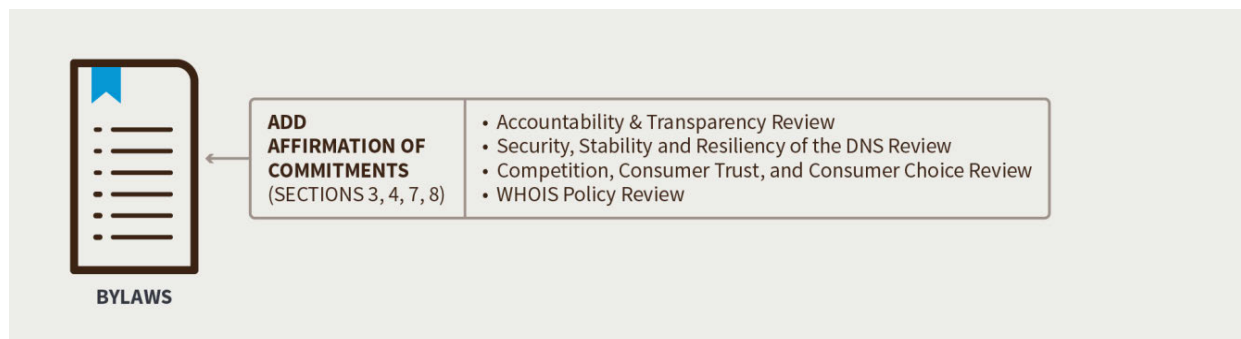 ADD
AFFIRMATION OF
COMMITMENTS
(SECTIONS 3, 4, 7, 8)
• Accountability & Transparency Review
• Security, Stability and Resiliency of the DNS Review
• Competition, Consumer Trust, and Consumer Choice Review
• WHOIS Policy Review
BYLAWS